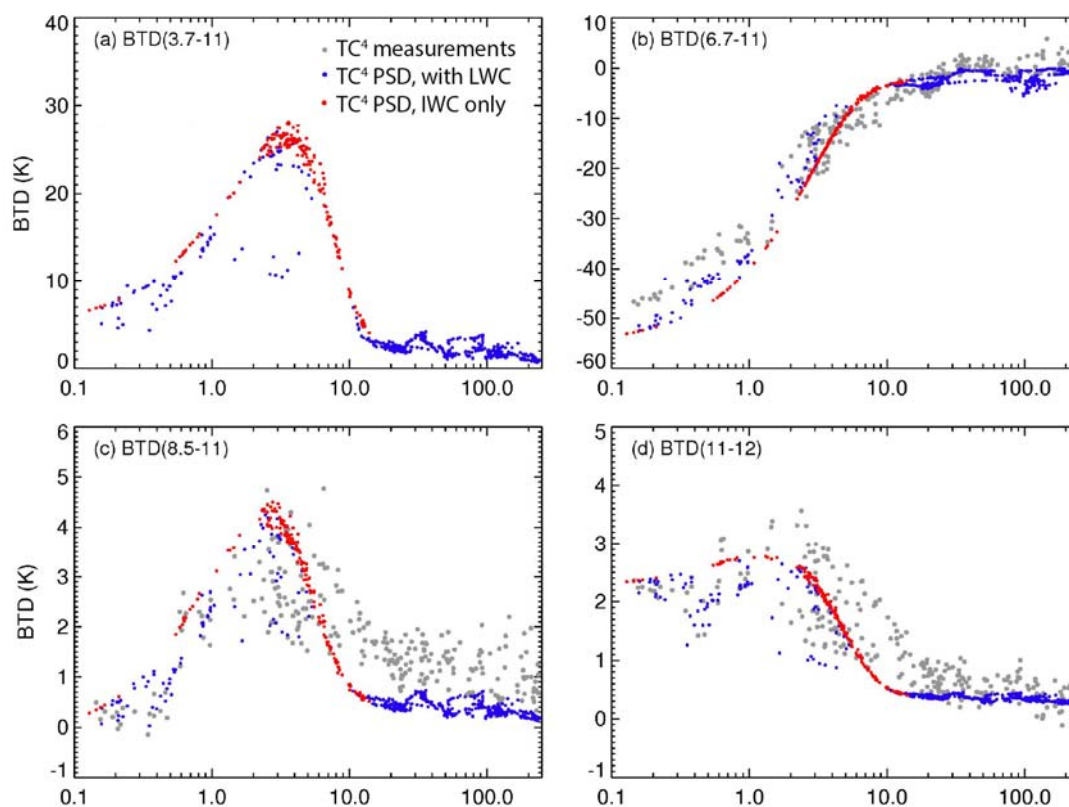 (a) BTD(3.7-11)
TC⁴ measurements
TC⁴ PSD, with LWC
TC⁴ PSD, IWC only
BTD (K)
40
30
20
10
0
0.1 1.0 10.0 100.0
(b) BTD(6.7-11)
10
0
-10
-20
-30
-40
-50
-60
0.1 1.0 10.0 100.0
(c) BTD(8.5-11)
BTD (K)
6
5
4
3
2
1
0
-1
0.1 1.0 10.0 100.0
(d) BTD(11-12)
5
4
3
2
1
0
-1
0.1 1.0 10.0 100.0